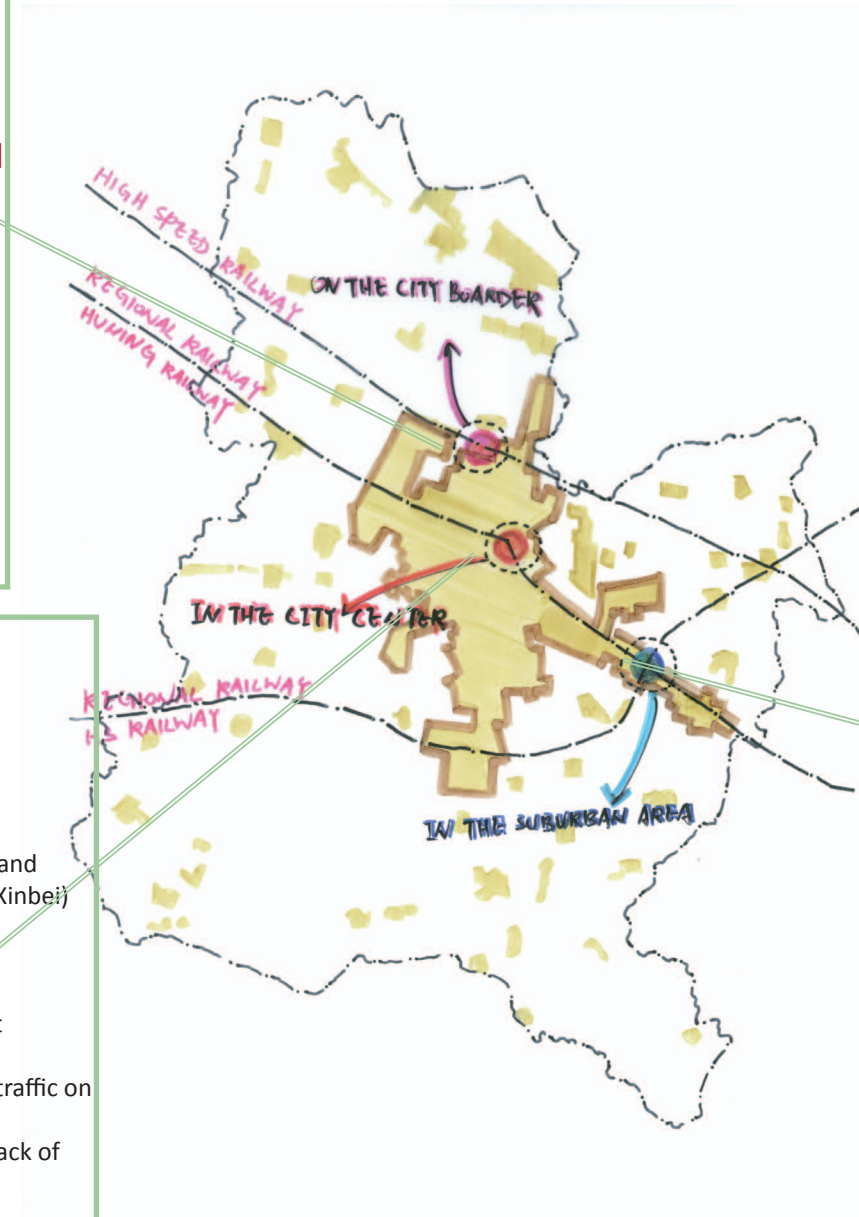 HIGH SPEED RAILWAY
REGIONAL RAILWAY
HUNING RAILWAY
ON THE CITY BOARDER
IN THE CITY CENTER
REGIONAL RAILWAY
HS RAILWAY
IN THE SUBURBAN AREA
and
Xinbei)
traffic on
ack of